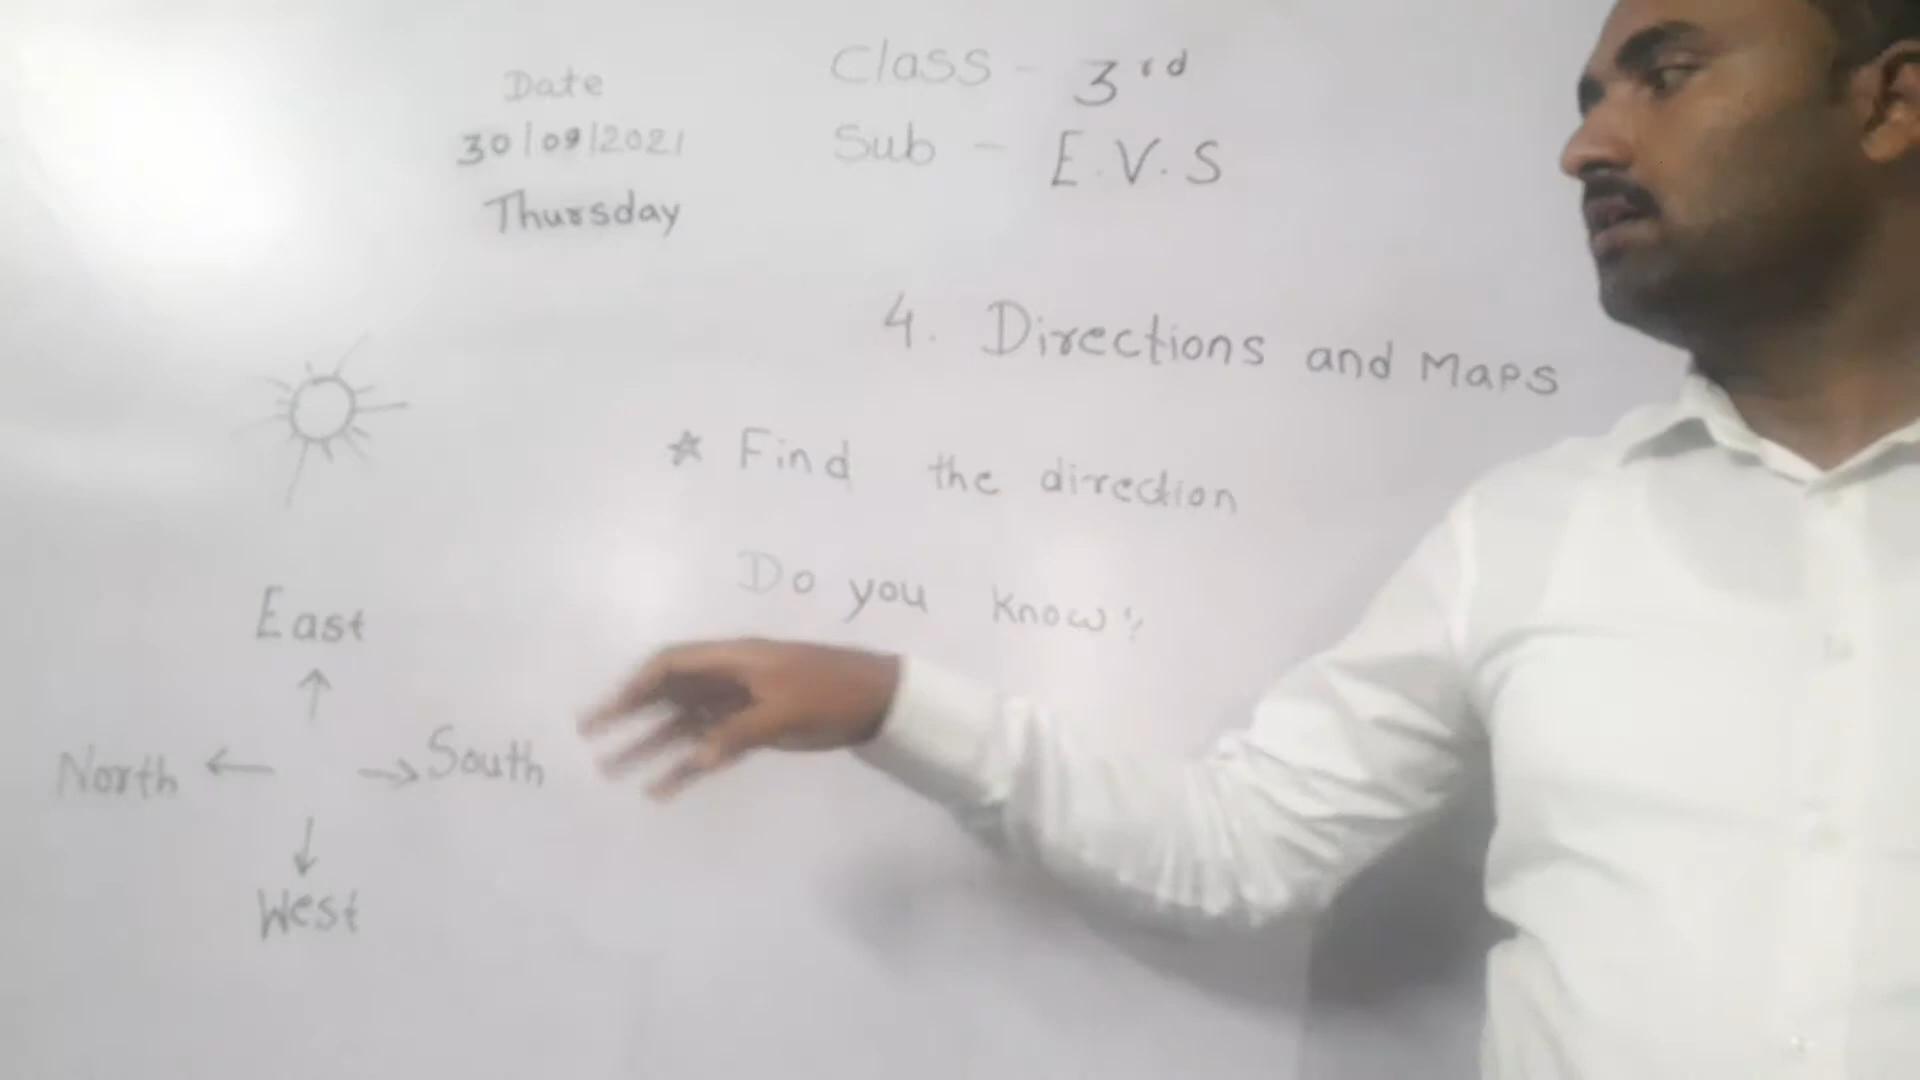 Date
30/09/2021
Thursday
Class - 3rd
Sub - E.V.S
4. Directions and Maps
* Find the direction
Do you know?
East
↑
North ← → South
↓
West